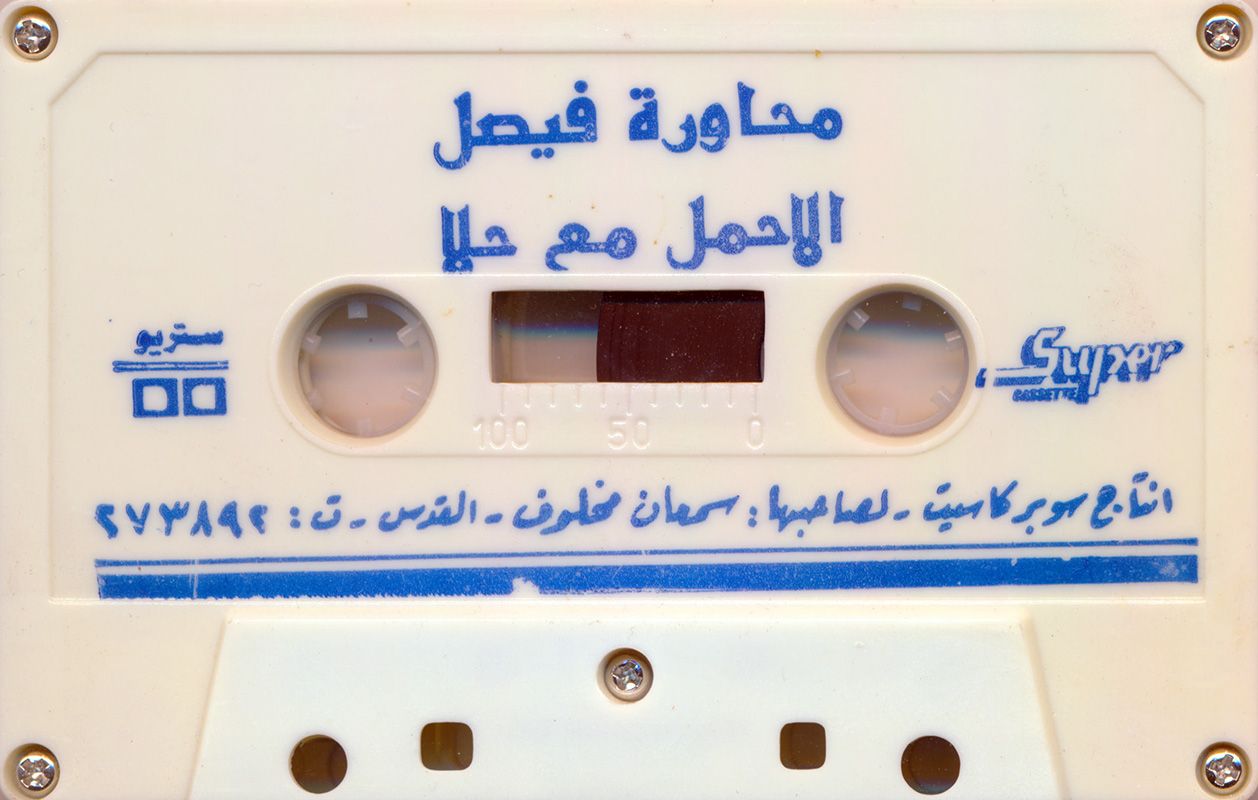 محاورة فيصل
الاحمل مع حلا
ستريو
Super
CASSETTE
100 50 0
انتاج سوبر كاسيت - لصاحبها : سمعان مخلوف - القدس - ت : ٢٧٣٨٩٢